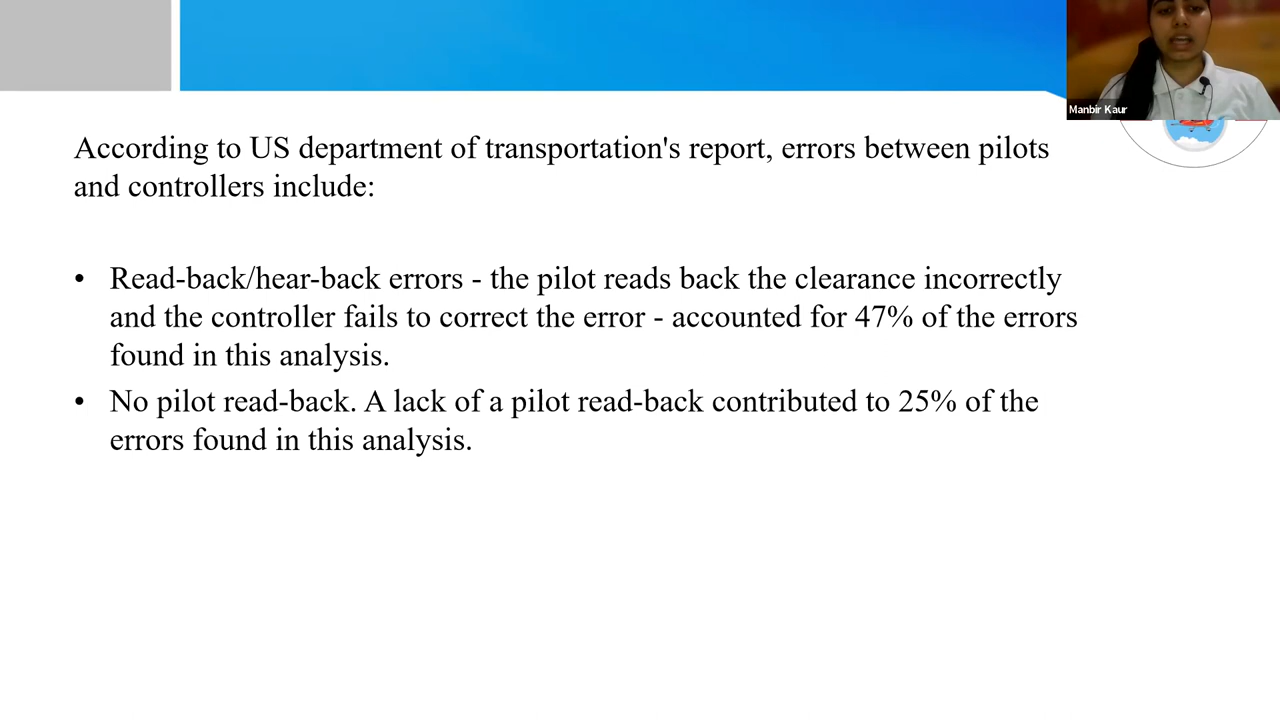 According to US department of transportation's report, errors between pilots
and controllers include:
• Read-back/hear-back errors - the pilot reads back the clearance incorrectly
and the controller fails to correct the error - accounted for 47% of the errors
found in this analysis.
• No pilot read-back. A lack of a pilot read-back contributed to 25% of the
errors found in this analysis.
Manbir Kaur